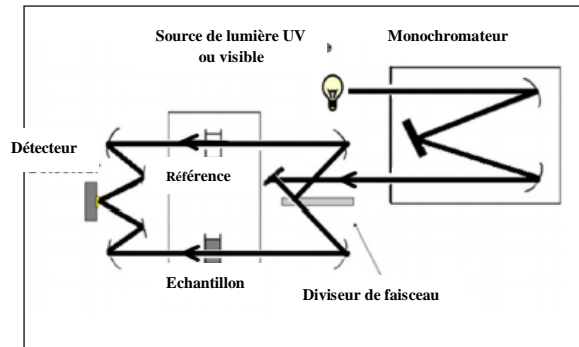 Source de lumière UV
ou visible
Monochromateur
Détecteur
Référence
Echantillon
Diviseur de faisceau